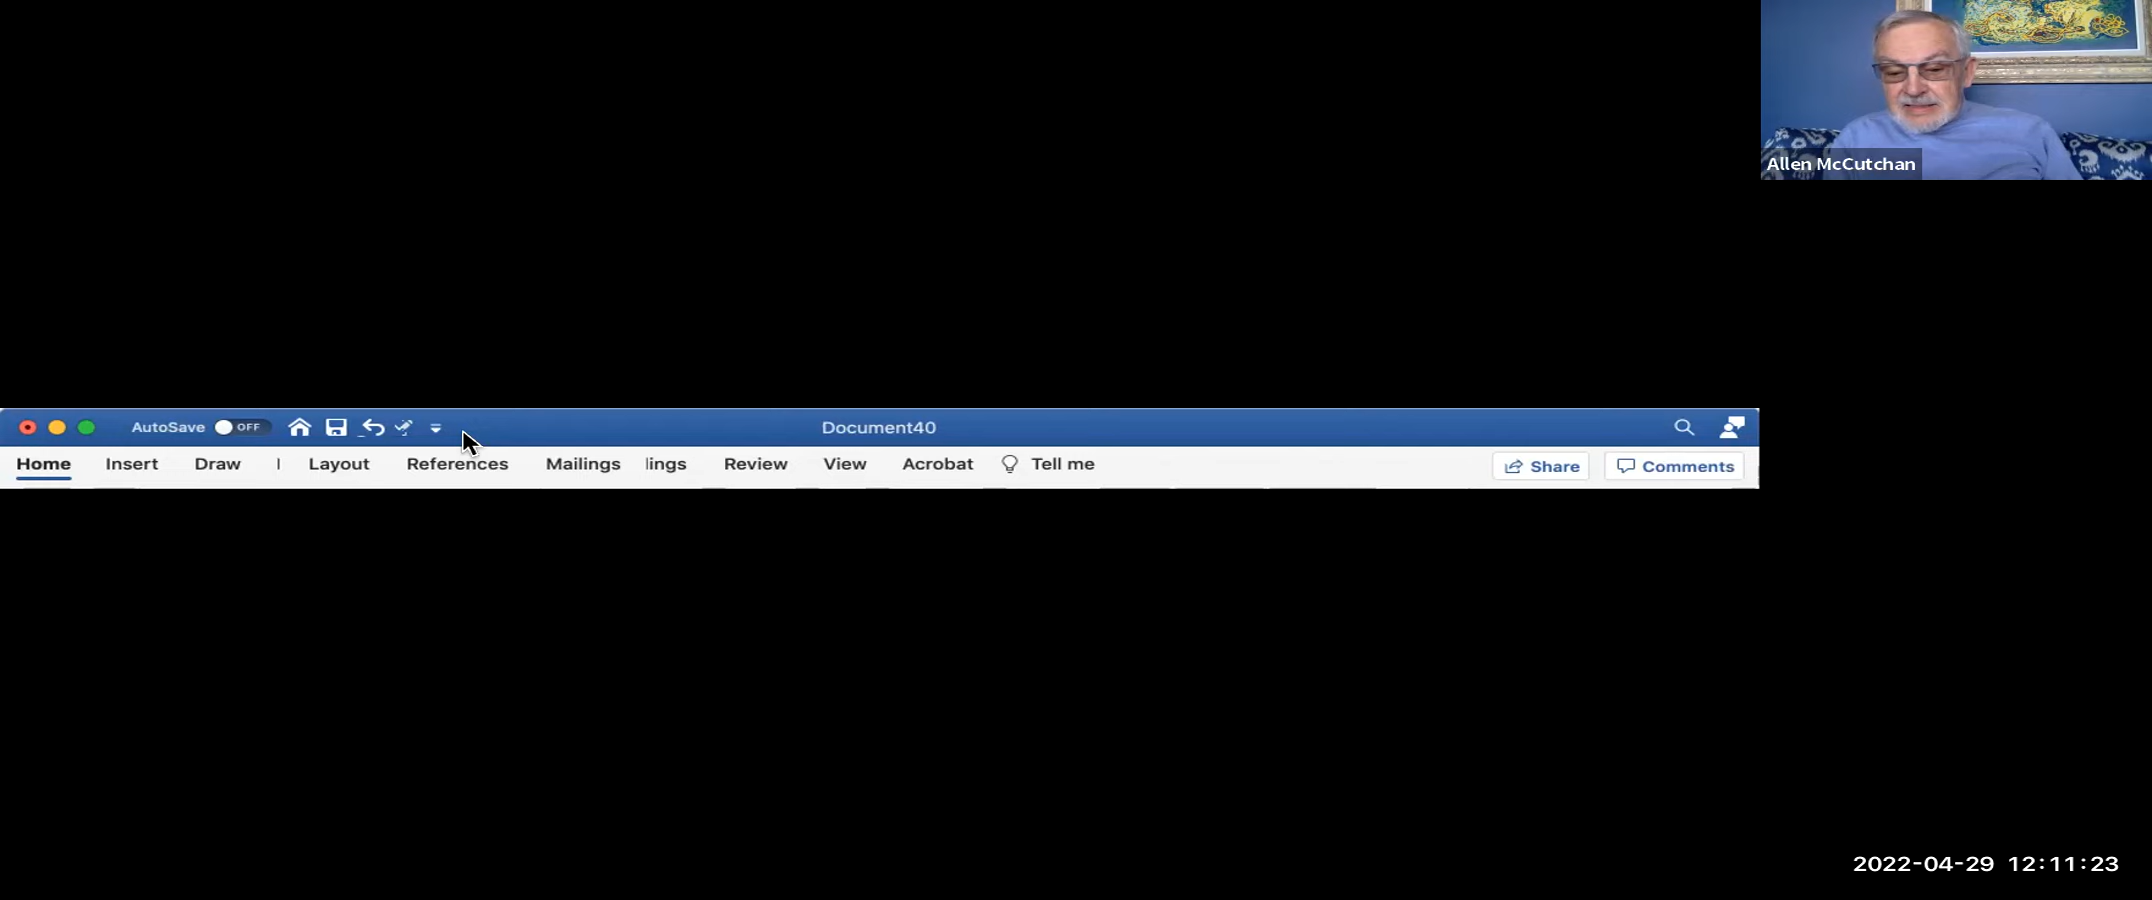 Allen McCutchan
AutoSave OFF Document40
Home Insert Draw Layout References Mailings lings Review View Acrobat Tell me Share Comments
2022-04-29 12:11:23